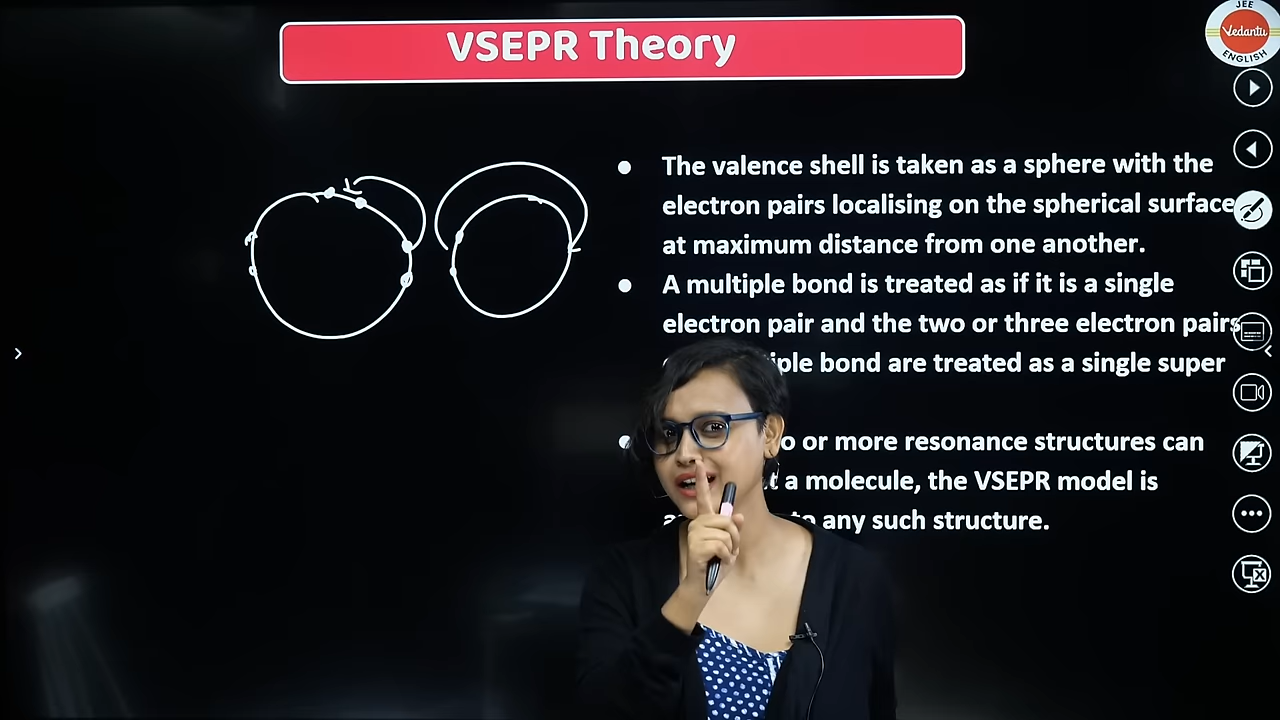 VSEPR Theory
JEE
Vedantu
ENGLISH
● The valence shell is taken as a sphere with the
electron pairs localising on the spherical surface
at maximum distance from one another.
● A multiple bond is treated as if it is a single
electron pair and the two or three electron pairs
bond are treated as a single super
or more resonance structures can
a molecule, the VSEPR model is
any such structure.